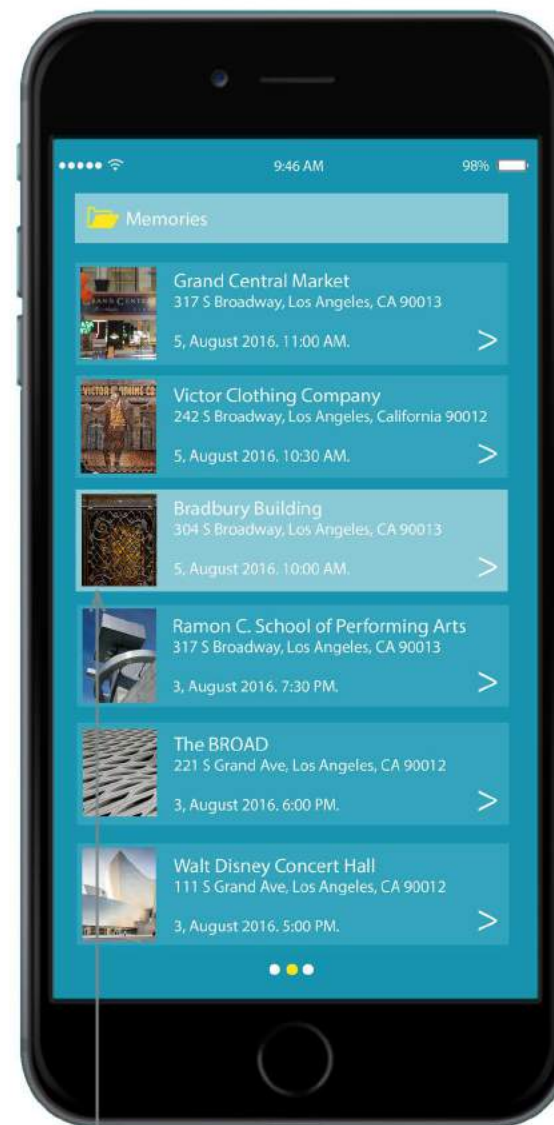 9:46 AM
98%
Memories
Grand Central Market
317 S Broadway, Los Angeles, CA 90013
5, August 2016. 11:00 AM.
>
Victor Clothing Company
242 S Broadway, Los Angeles, California 90012
5, August 2016. 10:30 AM.
>
Bradbury Building
304 S Broadway, Los Angeles, CA 90013
5, August 2016. 10:00 AM.
>
Ramon C. School of Performing Arts
317 S Broadway, Los Angeles, CA 90013
3, August 2016. 7:30 PM.
>
The BROAD
221 S Grand Ave, Los Angeles, CA 90012
3, August 2016. 6:00 PM.
>
Walt Disney Concert Hall
111 S Grand Ave, Los Angeles, CA 90012
3, August 2016. 5:00 PM.
>